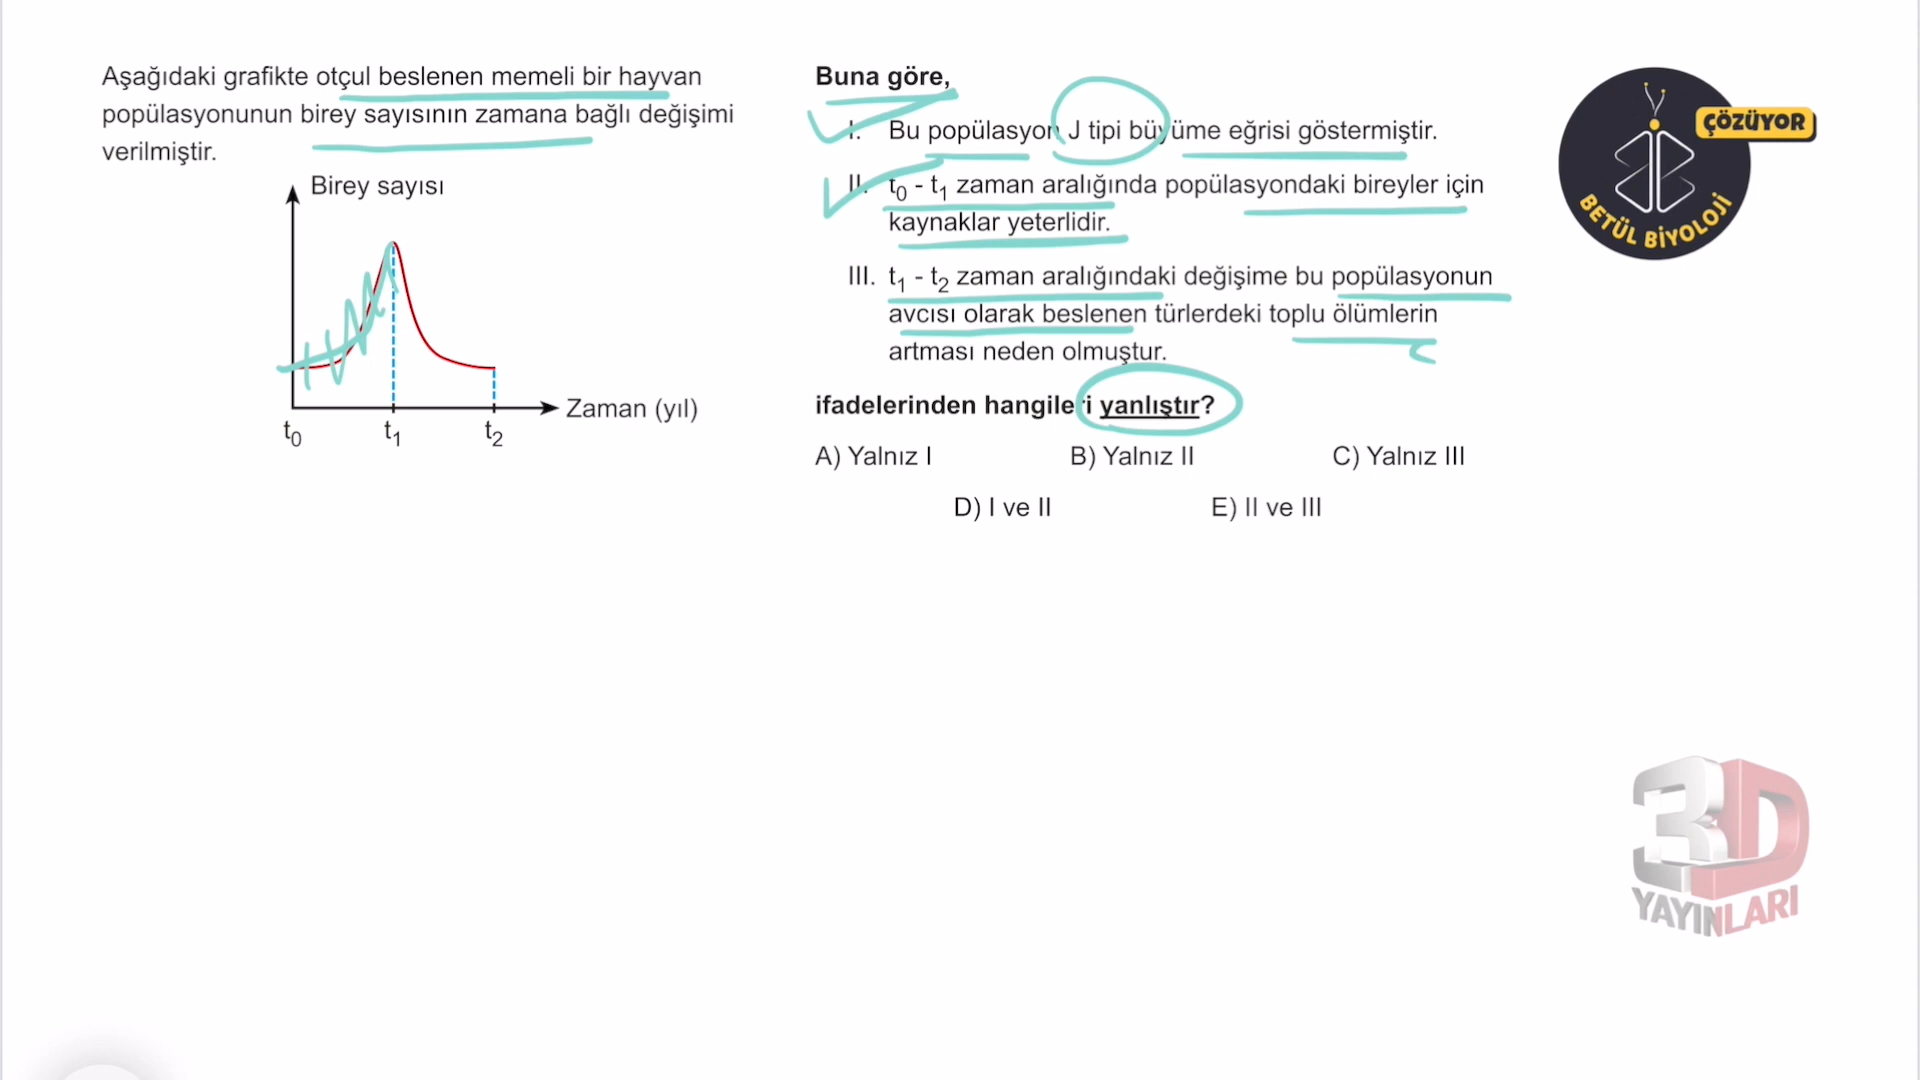 Aşağıdaki grafikte otçul beslenen memeli bir hayvan
popülasyonunun birey sayısının zamana bağlı değişimi
verilmiştir.
Birey sayısı
Zaman (yıl)
t0 t1 t2
Buna göre,
I. Bu popülasyon J tipi büyüme eğrisi göstermiştir.
II. t0 - t1 zaman aralığında popülasyondaki bireyler için
kaynaklar yeterlidir.
III. t1 - t2 zaman aralığındaki değişime bu popülasyonun
avcısı olarak beslenen türlerdeki toplu ölümlerin
artması neden olmuştur.
ifadelerinden hangileri yanlıştır?
A) Yalnız I B) Yalnız II C) Yalnız III
D) I ve II E) II ve III
ÇÖZÜYOR
BETÜL BİYOLOJİ
3D
YAYINLARI